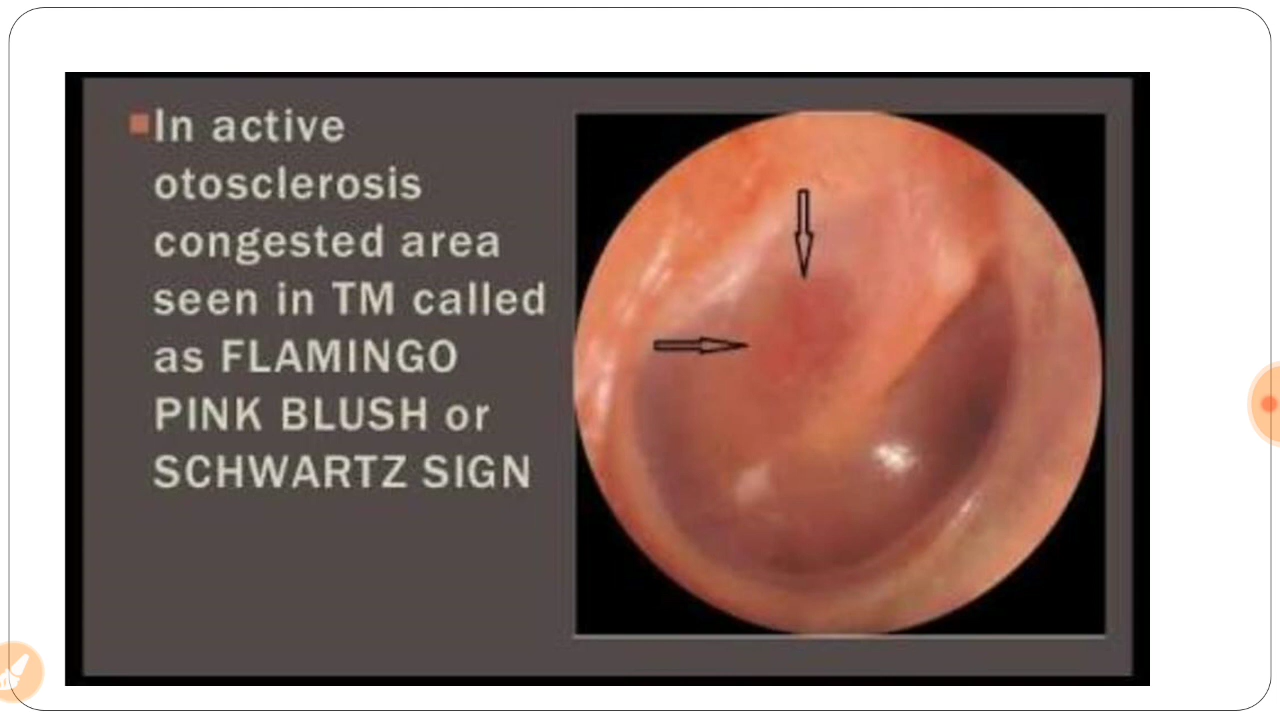 In active
otosclerosis
congested area
seen in TM called
as FLAMINGO
PINK BLUSH or
SCHWARTZ SIGN